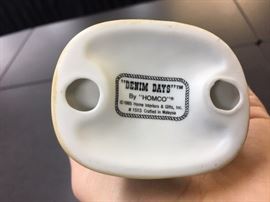 "DENIM DAYS"™
By "HOMCO"®
©1985 Home Interiors & Gifts, Inc.
# 1513 Crafted in Malaysia